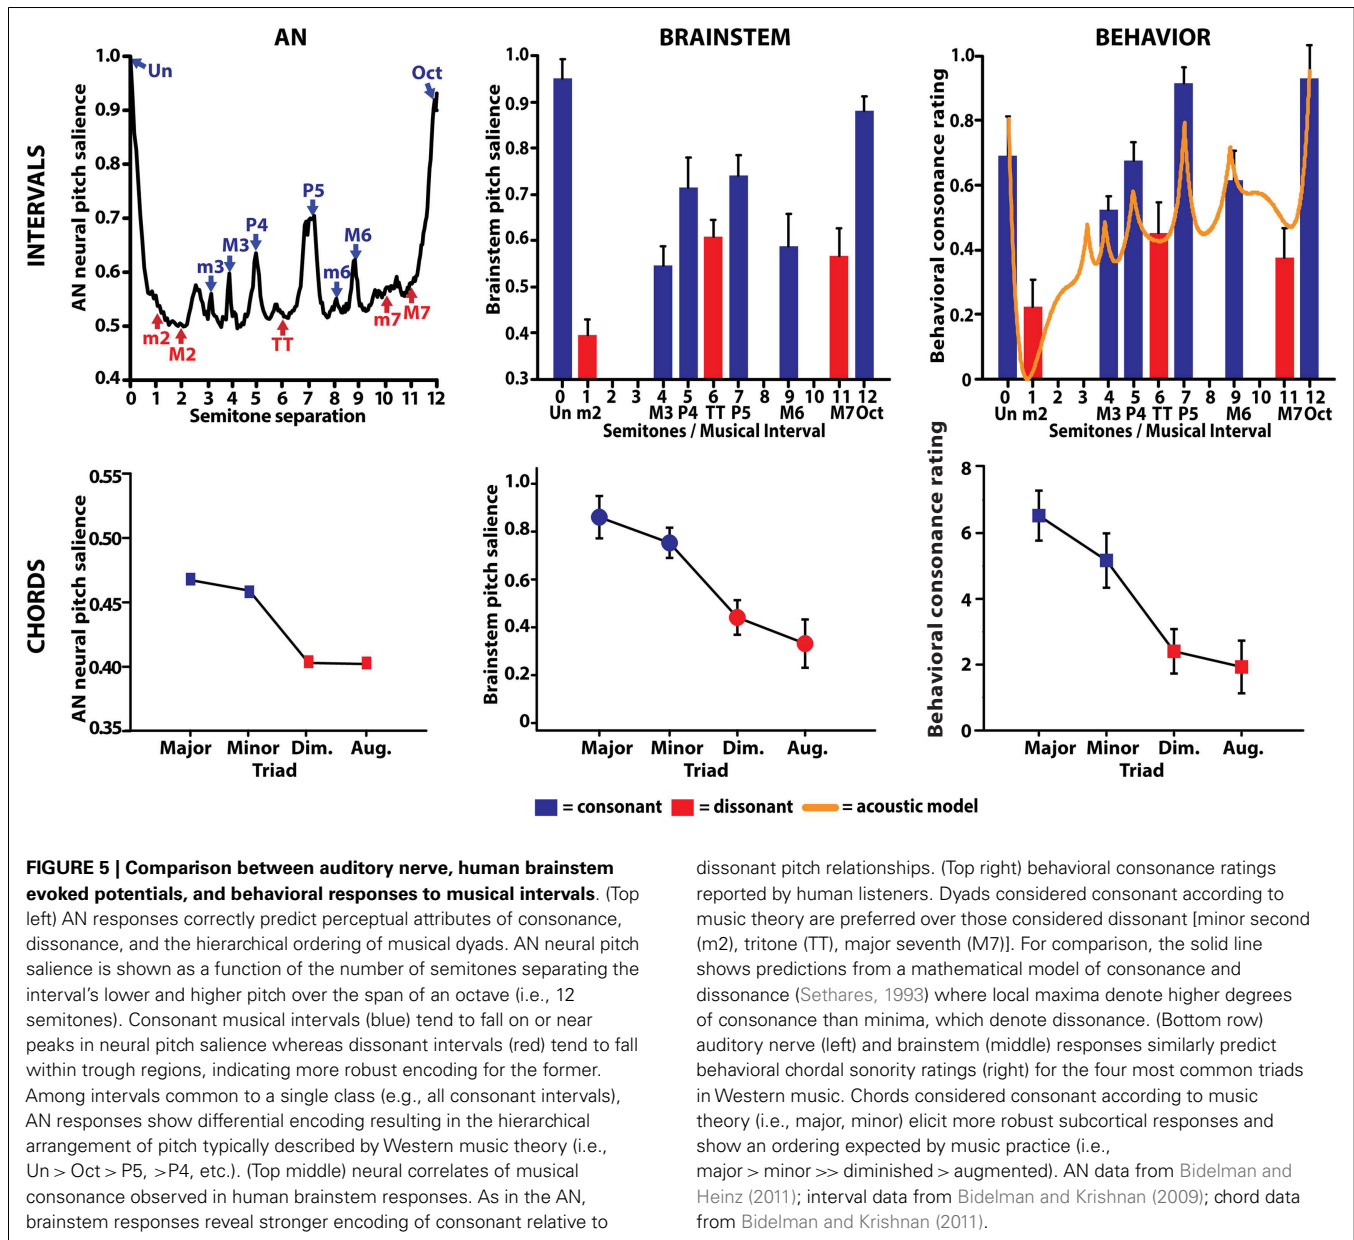 AN
BRAINSTEM
BEHAVIOR
INTERVALS
AN neural pitch salience
1.0
0.9
0.8
0.7
0.6
0.5
0.4
Un
Oct
P5
P4
M3
m3
M6
m6
m2
M2
TT
m7
M7
0 1 2 3 4 5 6 7 8 9 10 11 12
Semitone separation
Brainstem pitch salience
1.0
0.9
0.8
0.7
0.6
0.5
0.4
0.3
0 1 2 3 4 5 6 7 8 9 10 11 12
Un m2 M3 P4 TT P5 M6 M7 Oct
Semitones / Musical Interval
Behavioral consonance rating
1.0
0.8
0.6
0.4
0.2
0
0 1 2 3 4 5 6 7 8 9 10 11 12
Un m2 M3 P4 TT P5 M6 M7 Oct
Semitones / Musical Interval
CHORDS
AN neural pitch salience
0.55
0.50
0.45
0.40
0.35
Major Minor Dim. Aug.
Triad
Brainstem pitch salience
1.0
0.8
0.6
0.4
0.2
0
Major Minor Dim. Aug.
Triad
Behavioral consonance rating
8
6
4
2
0
Major Minor Dim. Aug.
Triad
= consonant = dissonant = acoustic model
FIGURE 5 | Comparison between auditory nerve, human brainstem
evoked potentials, and behavioral responses to musical intervals. (Top
left) AN responses correctly predict perceptual attributes of consonance,
dissonance, and the hierarchical ordering of musical dyads. AN neural pitch
salience is shown as a function of the number of semitones separating the
interval's lower and higher pitch over the span of an octave (i.e., 12
semitones). Consonant musical intervals (blue) tend to fall on or near
peaks in neural pitch salience whereas dissonant intervals (red) tend to fall
within trough regions, indicating more robust encoding for the former.
Among intervals common to a single class (e.g., all consonant intervals),
AN responses show differential encoding resulting in the hierarchical
arrangement of pitch typically described by Western music theory (i.e.,
Un > Oct > P5, >P4, etc.). (Top middle) neural correlates of musical
consonance observed in human brainstem responses. As in the AN,
brainstem responses reveal stronger encoding of consonant relative to
dissonant pitch relationships. (Top right) behavioral consonance ratings
reported by human listeners. Dyads considered consonant according to
music theory are preferred over those considered dissonant [minor second
(m2), tritone (TT), major seventh (M7)]. For comparison, the solid line
shows predictions from a mathematical model of consonance and
dissonance (Sethares, 1993) where local maxima denote higher degrees
of consonance than minima, which denote dissonance. (Bottom row)
auditory nerve (left) and brainstem (middle) responses similarly predict
behavioral chordal sonority ratings (right) for the four most common triads
in Western music. Chords considered consonant according to music
theory (i.e., major, minor) elicit more robust subcortical responses and
show an ordering expected by music practice (i.e.,
major > minor >> diminished > augmented). AN data from Bidelman and
Heinz (2011); interval data from Bidelman and Krishnan (2009); chord data
from Bidelman and Krishnan (2011).